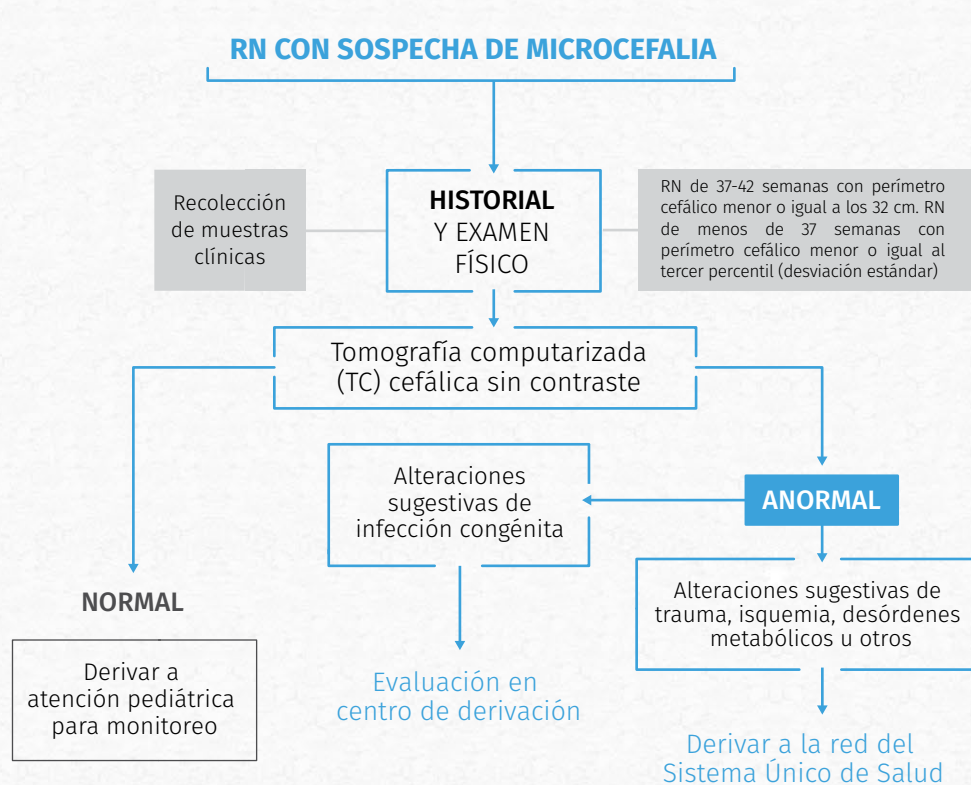 RN CON SOSPECHA DE MICROCEFALIA
Recolección
de muestras
clínicas
HISTORIAL
Y EXAMEN
FÍSICO
RN de 37-42 semanas con perímetro
cefálico menor o igual a los 32 cm. RN
de menos de 37 semanas con
perímetro cefálico menor o igual al
tercer percentil (desviación estándar)
Tomografía computarizada
(TC) cefálica sin contraste
Alteraciones
sugestivas de
infección congénita
ANORMAL
NORMAL
Alteraciones sugestivas de
trauma, isquemia, desórdenes
metabólicos u otros
Derivar a
atención pediátrica
para monitoreo
Evaluación en
centro de derivación
Derivar a la red del
Sistema Único de Salud